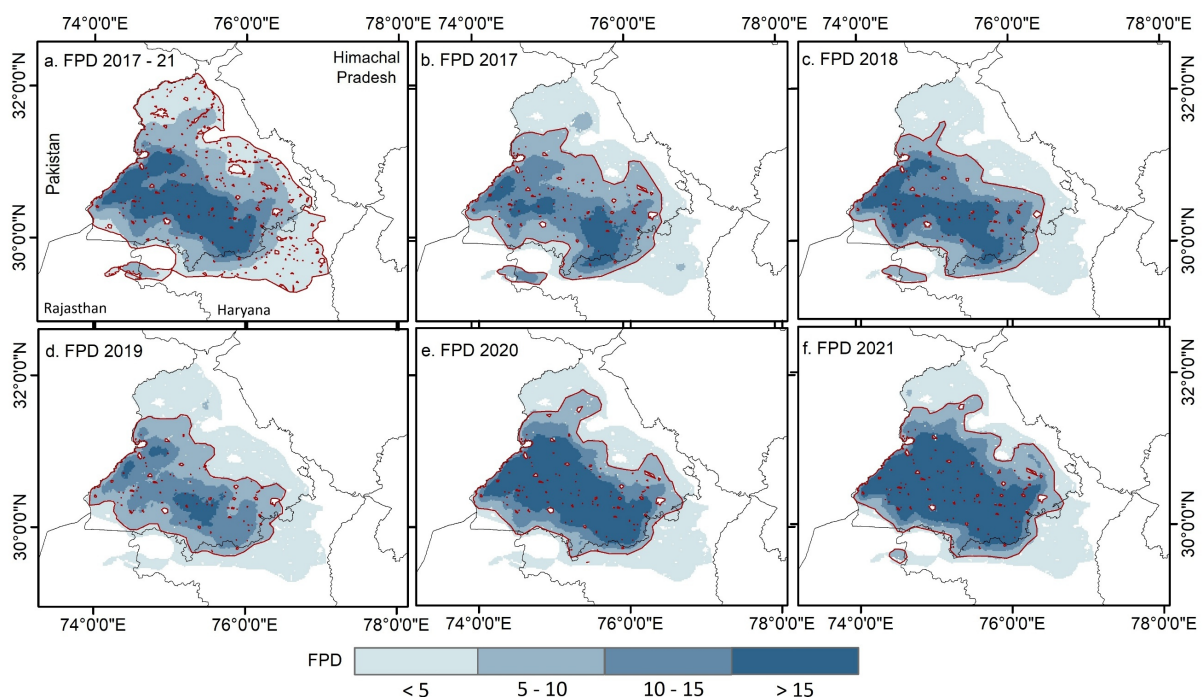 74°0'0"E 76°0'0"E 78°0'0"E 74°0'0"E 76°0'0"E 78°0'0"E 74°0'0"E 76°0'0"E 78°0'0"E
a. FPD 2017 - 21
Himachal
Pradesh
32°0'0"N
30°0'0"N
Pakistan
Rajasthan
Haryana
b. FPD 2017
c. FPD 2018
32°0'0"N
30°0'0"N
d. FPD 2019
32°0'0"N
30°0'0"N
e. FPD 2020
f. FPD 2021
32°0'0"N
30°0'0"N
74°0'0"E 76°0'0"E 78°0'0"E 74°0'0"E 76°0'0"E 78°0'0"E 74°0'0"E 76°0'0"E 78°0'0"E
FPD
< 5 5 - 10 10 - 15 > 15